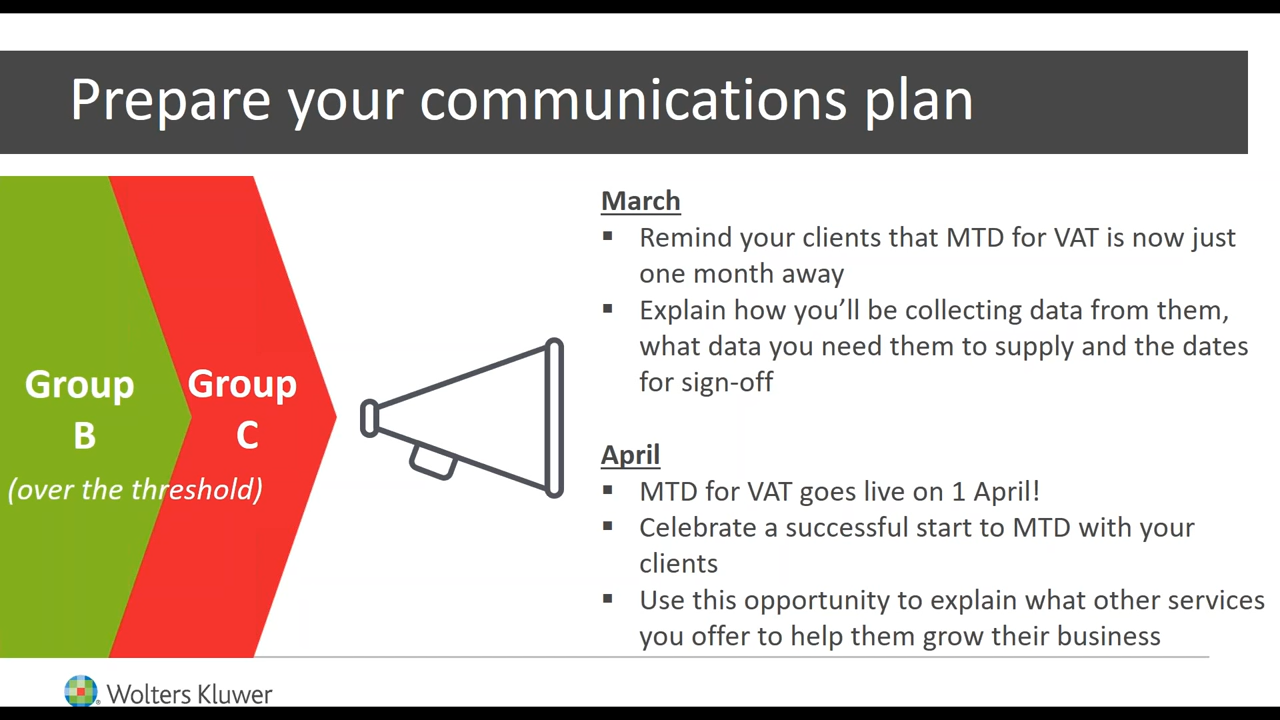 Prepare your communications plan
Group
B
Group
C
(over the threshold)
March
▪ Remind your clients that MTD for VAT is now just
one month away
▪ Explain how you’ll be collecting data from them,
what data you need them to supply and the dates
for sign-off
April
▪ MTD for VAT goes live on 1 April!
▪ Celebrate a successful start to MTD with your
clients
▪ Use this opportunity to explain what other services
you offer to help them grow their business
Wolters Kluwer